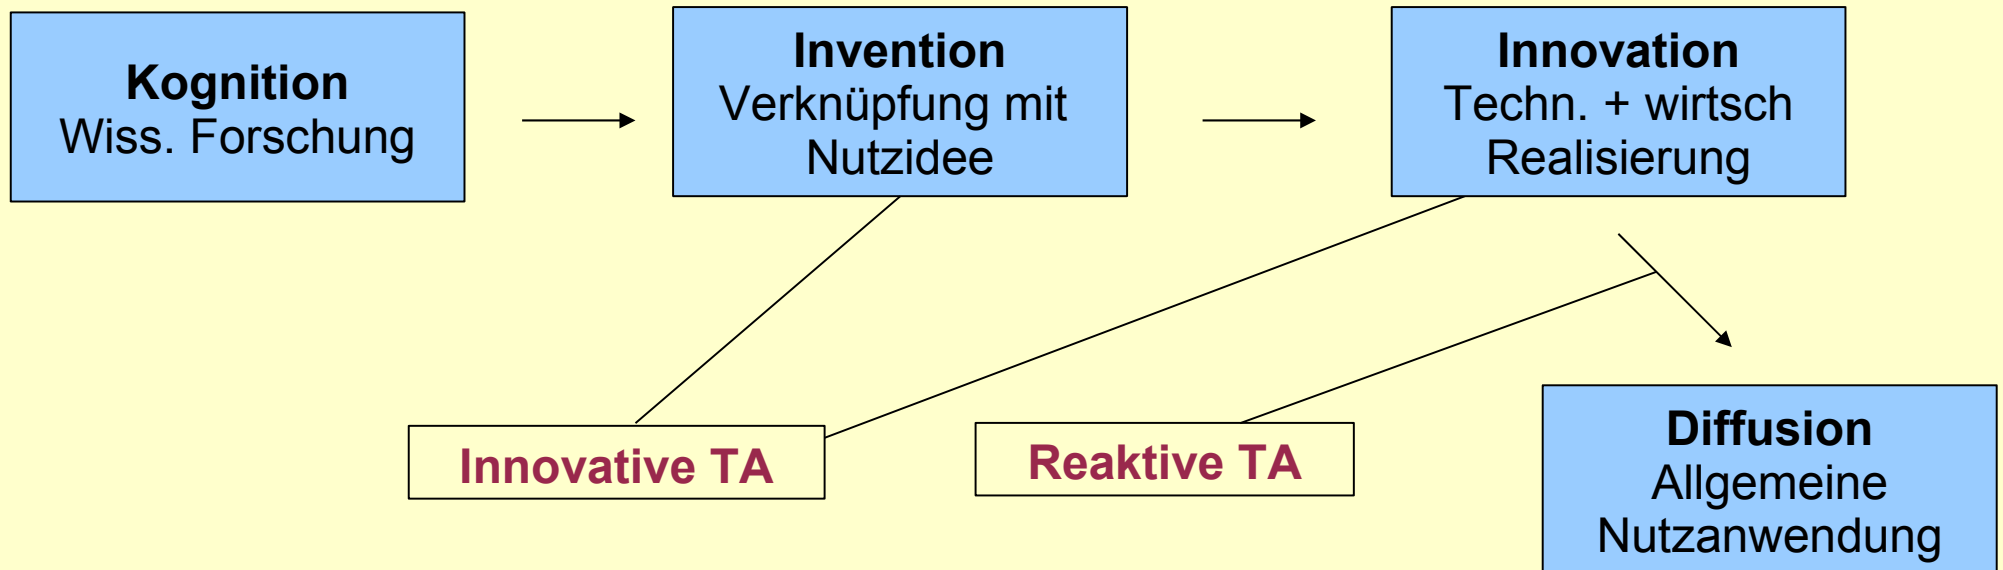 Kognition
Wiss. Forschung
Invention
Verknüpfung mit
Nutzidee
Innovation
Techn. + wirtsch
Realisierung
Innovative TA
Reaktive TA
Diffusion
Allgemeine
Nutzanwendung